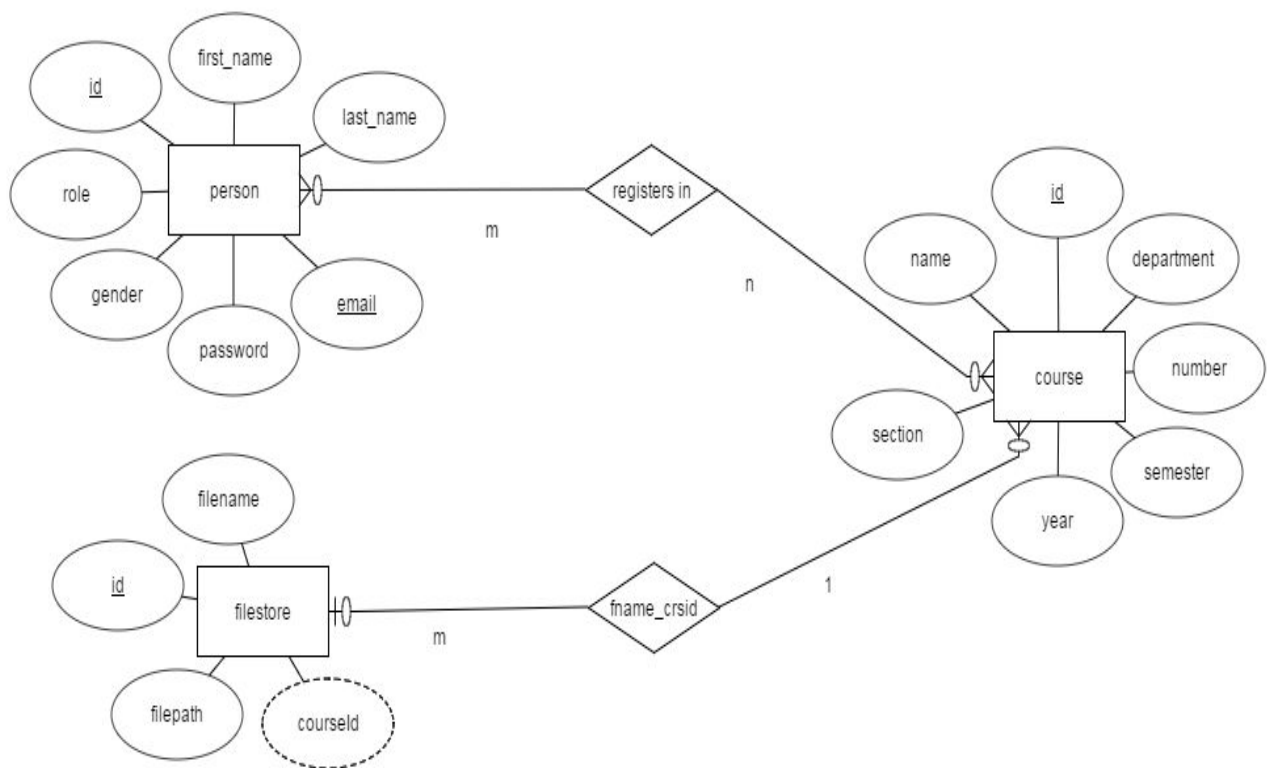 first_name
id
last_name
role
person
gender
email
password
registers in
m
n
id
name
department
number
course
section
semester
year
filename
id
filestore
fname_crsid
m
1
filepath
courseId